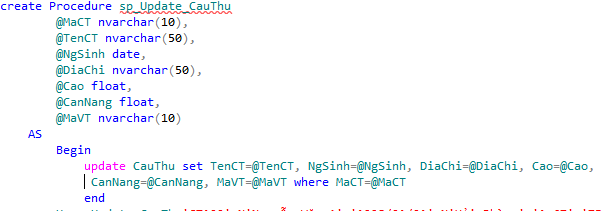 create Procedure sp_Update_CauThu
@MaCT nvarchar(10),
@TenCT nvarchar(50),
@NgSinh date,
@DiaChi nvarchar(50),
@Cao float,
@CanNang float,
@MaVT nvarchar(10)
AS
Begin
update CauThu set TenCT=@TenCT, NgSinh=@NgSinh, DiaChi=@DiaChi, Cao=@Cao,
CanNang=@CanNang, MaVT=@MaVT where MaCT=@MaCT
end